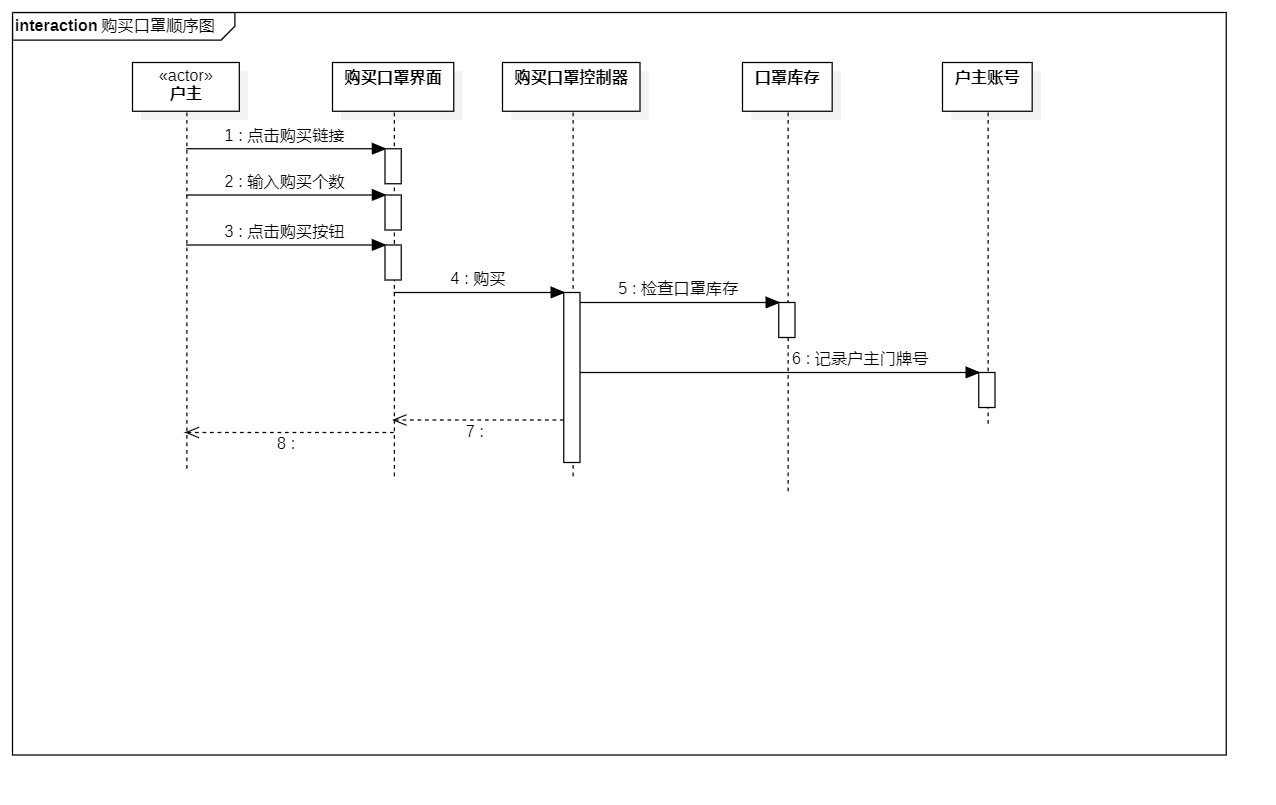 interaction 购买口罩顺序图
«actor»
户主
购买口罩界面
购买口罩控制器
口罩库存
户主账号
1 : 点击购买链接
2 : 输入购买个数
3 : 点击购买按钮
4 : 购买
5 : 检查口罩库存
6 : 记录户主门牌号
7 :
8 :